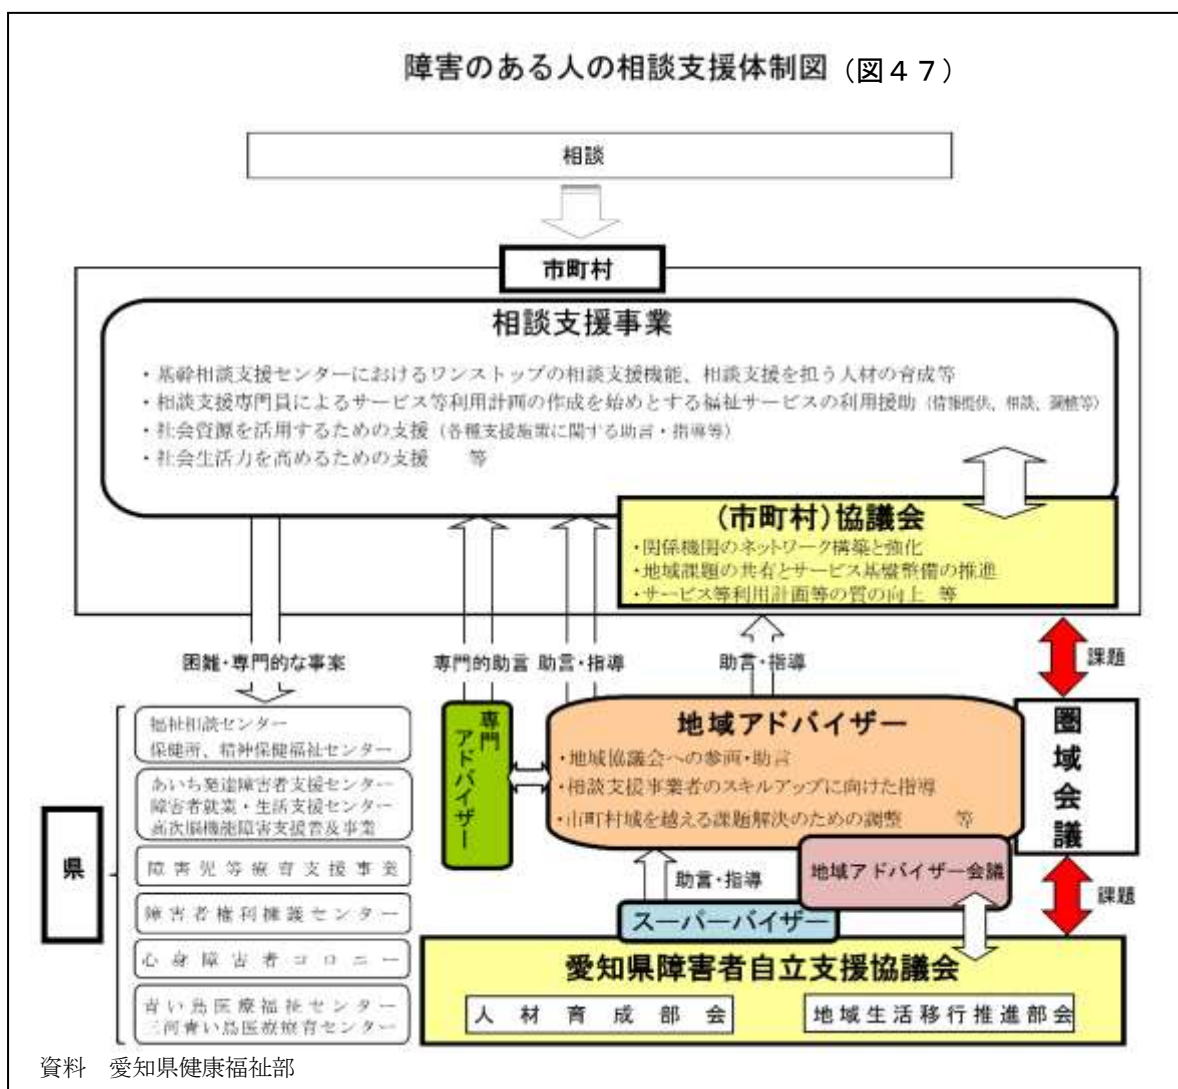 障害のある人の相談支援体制図（図４７）
相談
市町村
相談支援事業
・基幹相談支援センターにおけるワンストップの相談支援機能、相談支援を担う人材の育成等
・相談支援専門員によるサービス等利用計画の作成を始めとする福祉サービスの利用援助（情報提供、相談、調整等）
・社会資源を活用するための支援（各種支援施策に関する助言・指導等）
・社会生活力を高めるための支援　等
（市町村）協議会
・関係機関のネットワーク構築と強化
・地域課題の共有とサービス基盤整備の推進
・サービス等利用計画等の質の向上　等
困難・専門的な事案
専門的助言
助言・指導
助言・指導
課題
県
福祉相談センター
保健所、精神保健福祉センター
あいち発達障害者支援センター
障害者就業・生活支援センター
高次脳機能障害支援普及事業
障害児等療育支援事業
障害者権利擁護センター
心身障害者コロニー
青い鳥医療福祉センター
三河青い鳥医療療育センター
専門アドバイザー
地域アドバイザー
・地域協議会への参画・助言
・相談支援事業者のスキルアップに向けた指導
・市町村域を越える課題解決のための調整　等
圏域会議
地域アドバイザー会議
助言・指導
課題
スーパーバイザー
愛知県障害者自立支援協議会
人材育成部会
地域生活移行推進部会
資料　愛知県健康福祉部